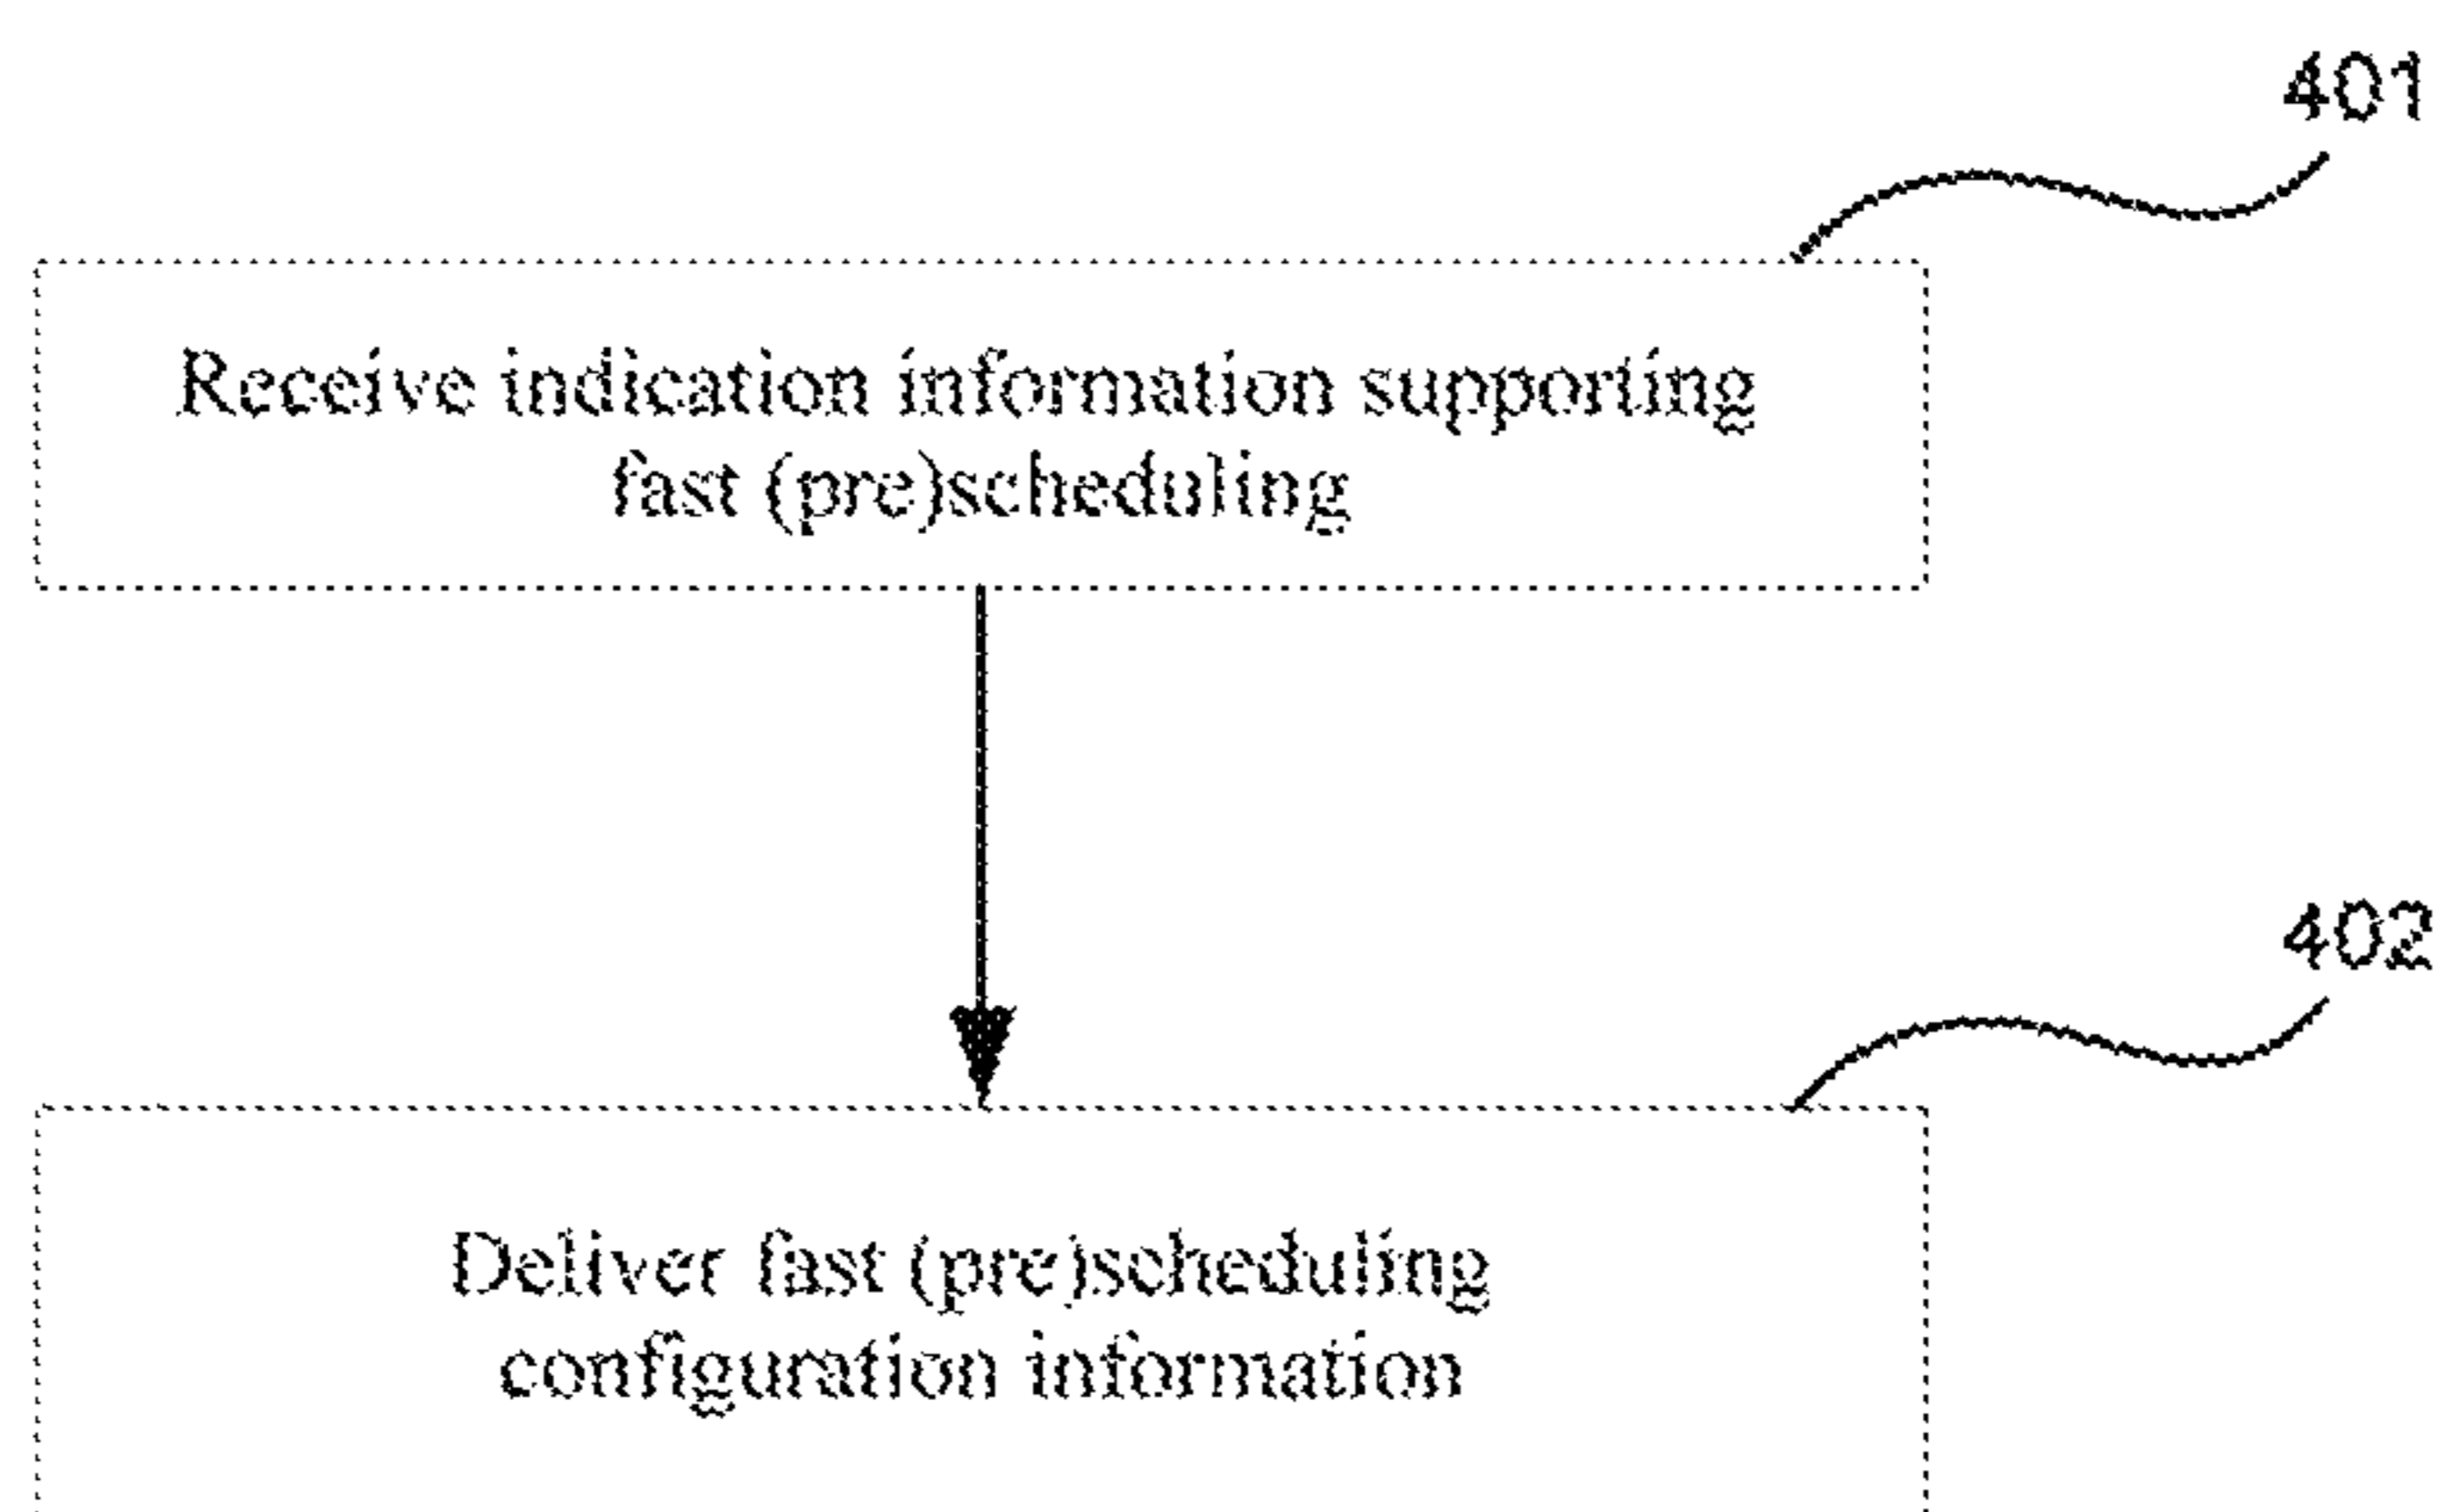 401
Receive indication information supporting
fast (pre)scheduling
402
Deliver fast (pre)scheduling
configuration information